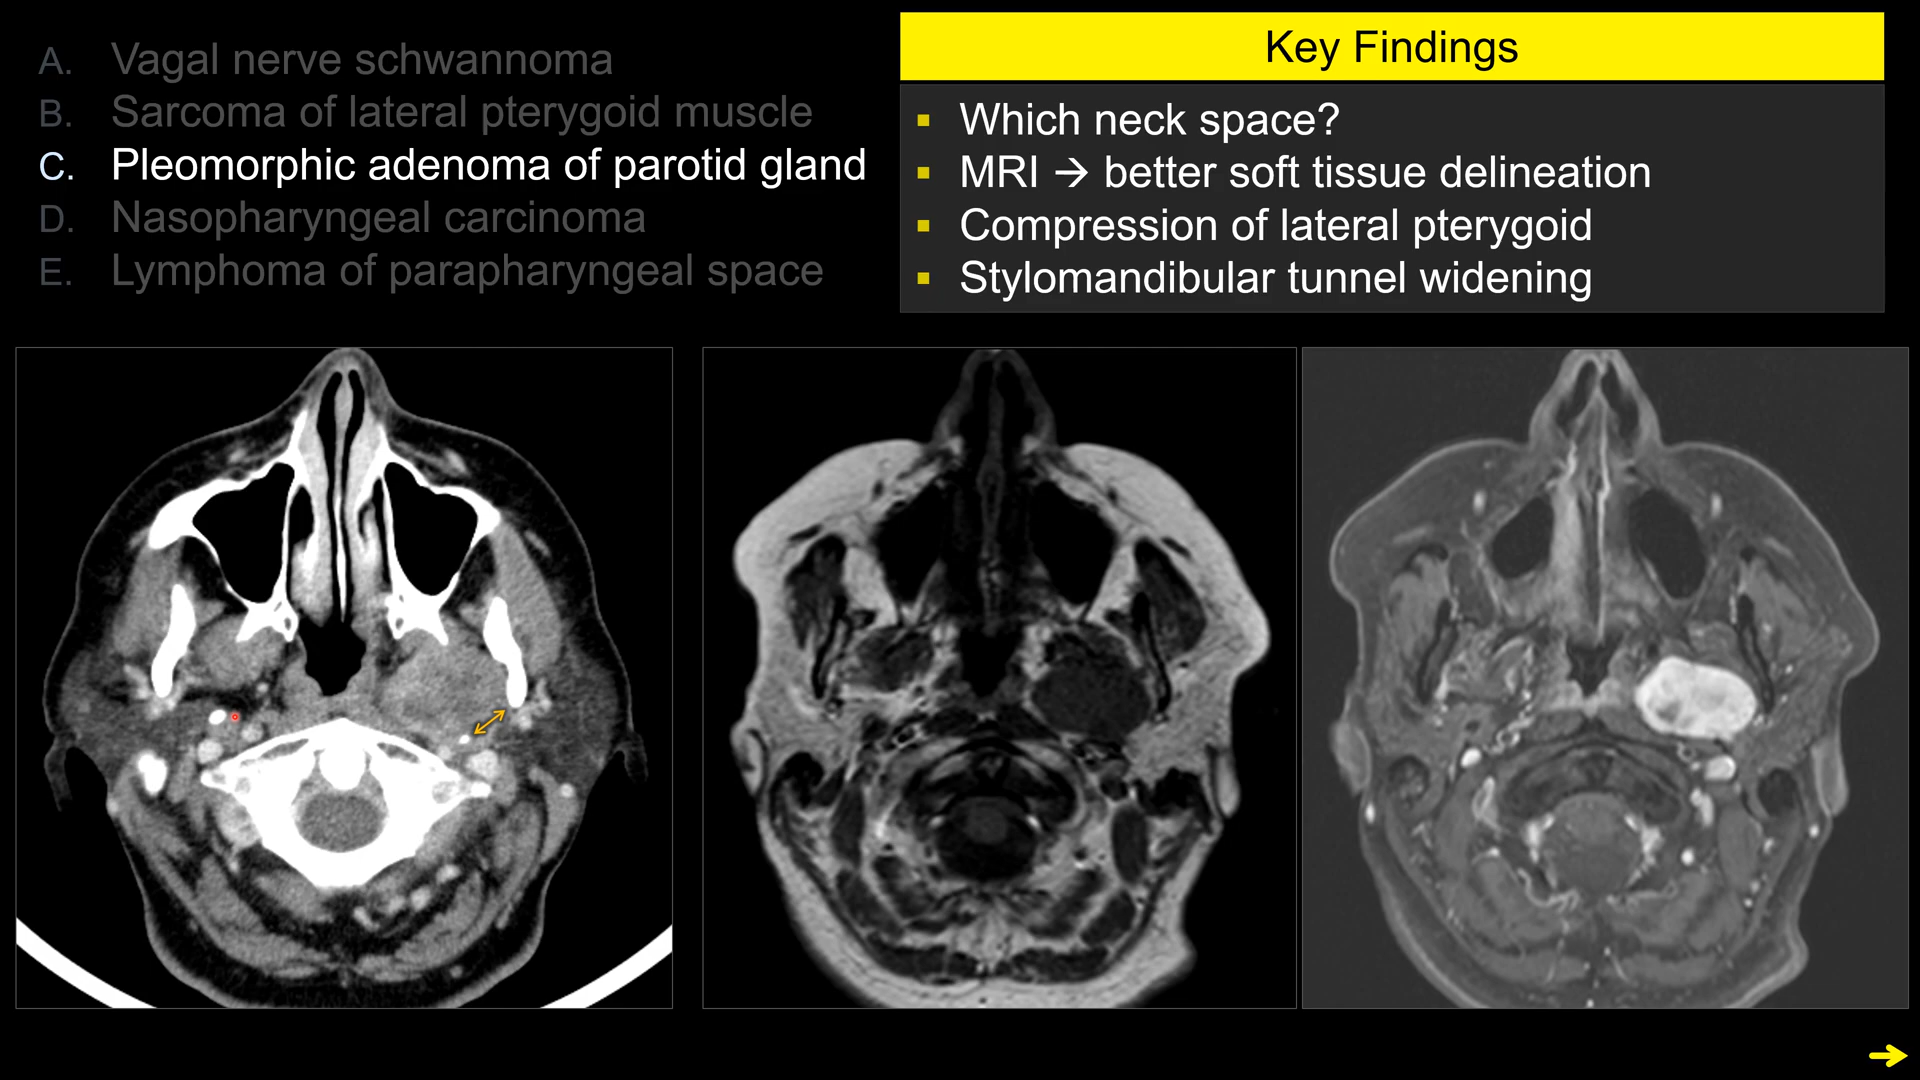 A. Vagal nerve schwannoma
B. Sarcoma of lateral pterygoid muscle
C. Pleomorphic adenoma of parotid gland
D. Nasopharyngeal carcinoma
E. Lymphoma of parapharyngeal space
Key Findings
▪ Which neck space?
▪ MRI → better soft tissue delineation
▪ Compression of lateral pterygoid
▪ Stylomandibular tunnel widening